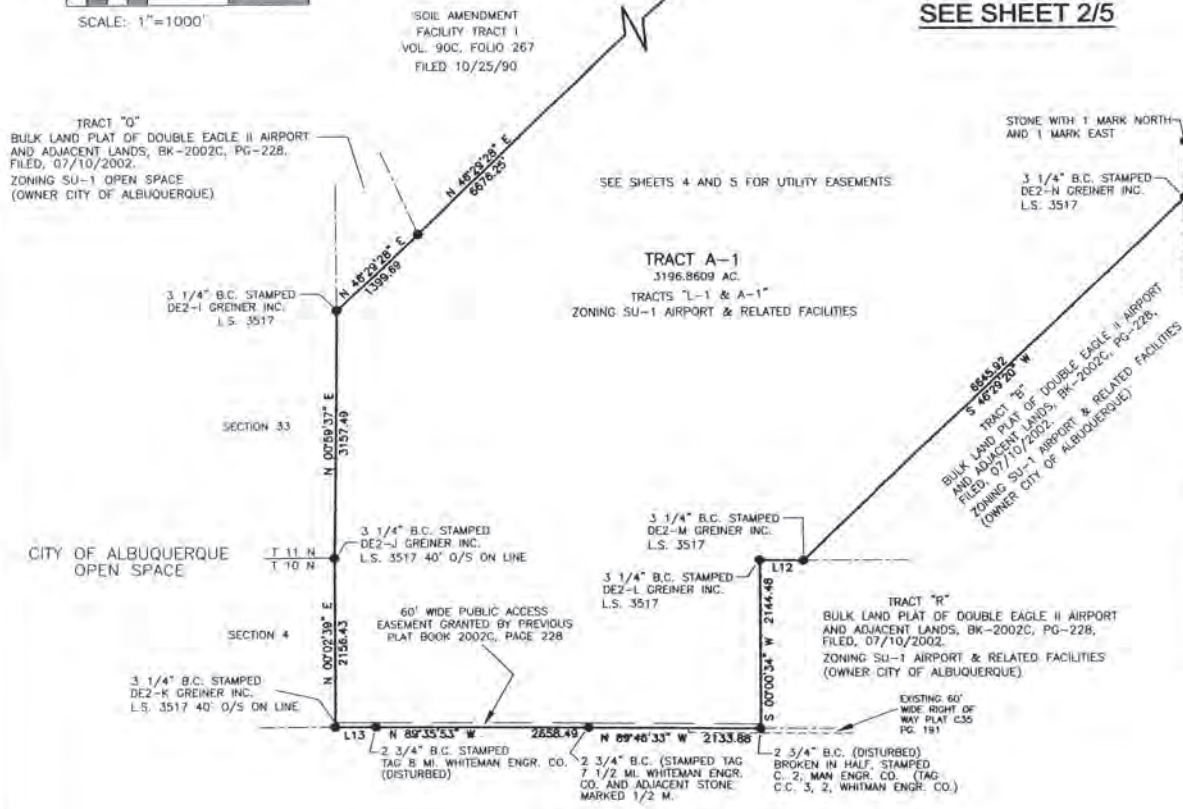 SCALE: 1"=1000'
SOIL AMENDMENT
FACILITY TRACT I
VOL. 90C, FOLIO 267
FILED 10/25/90
SEE SHEET 2/5
TRACT "Q"
BULK LAND PLAT OF DOUBLE EAGLE II AIRPORT
AND ADJACENT LANDS, BK-2002C, PG-228,
FILED, 07/10/2002.
ZONING SU-1 OPEN SPACE
(OWNER CITY OF ALBUQUERQUE)
N 48°29'28" E
6678.25'
SEE SHEETS 4 AND 5 FOR UTILITY EASEMENTS
STONE WITH 1 MARK NORTH
AND 1 MARK EAST
3 1/4" B.C. STAMPED
DE2-N GREINER INC.
L.S. 3517
TRACT A-1
3196.8609 AC.
TRACTS "L-1 & A-1"
ZONING SU-1 AIRPORT & RELATED FACILITIES
N 48°29'28" E
1399.69
3 1/4" B.C. STAMPED
DE2-I GREINER INC.
L.S. 3517
6645.92
S 46°29'20" W
TRACT "B"
BULK LAND PLAT OF DOUBLE EAGLE II AIRPORT
AND ADJACENT LANDS, BK-2002C, PG-228,
FILED, 07/10/2002.
ZONING SU-1 AIRPORT & RELATED FACILITIES
(OWNER CITY OF ALBUQUERQUE)
SECTION 33
N 00°59'37" E
3157.49
3 1/4" B.C. STAMPED
DE2-J GREINER INC.
L.S. 3517 40' O/S ON LINE
CITY OF ALBUQUERQUE
OPEN SPACE
T 11 N
T 10 N
3 1/4" B.C. STAMPED
DE2-M GREINER INC.
L.S. 3517
L12
3 1/4" B.C. STAMPED
DE2-L GREINER INC.
L.S. 3517
S 00°00'34" W 2144.48
TRACT "R"
BULK LAND PLAT OF DOUBLE EAGLE II AIRPORT
AND ADJACENT LANDS, BK-2002C, PG-228,
FILED, 07/10/2002.
ZONING SU-1 AIRPORT & RELATED FACILITIES
(OWNER CITY OF ALBUQUERQUE)
SECTION 4
N 00°02'39" E
2156.43
60' WIDE PUBLIC ACCESS
EASEMENT GRANTED BY PREVIOUS
PLAT BOOK 2002C, PAGE 228
3 1/4" B.C. STAMPED
DE2-K GREINER INC.
L.S. 3517 40' O/S ON LINE
EXISTING 60'
WIDE RIGHT OF
WAY PLAT C35
PG. 191
L13 N 89°35'53" W 2658.49 N 89°46'33" W 2133.88
2 3/4" B.C. STAMPED
TAG 8 MI. WHITEMAN ENGR. CO.
(DISTURBED)
2 3/4" B.C. (STAMPED TAG
7 1/2 MI. WHITEMAN ENGR.
CO. AND ADJACENT STONE
MARKED 1/2 M.
2 3/4" B.C. (DISTURBED)
BROKEN IN HALF, STAMPED
C. 2, MAN ENGR. CO. (TAG
C.C. 3, 2, WHITMAN ENGR. CO.)